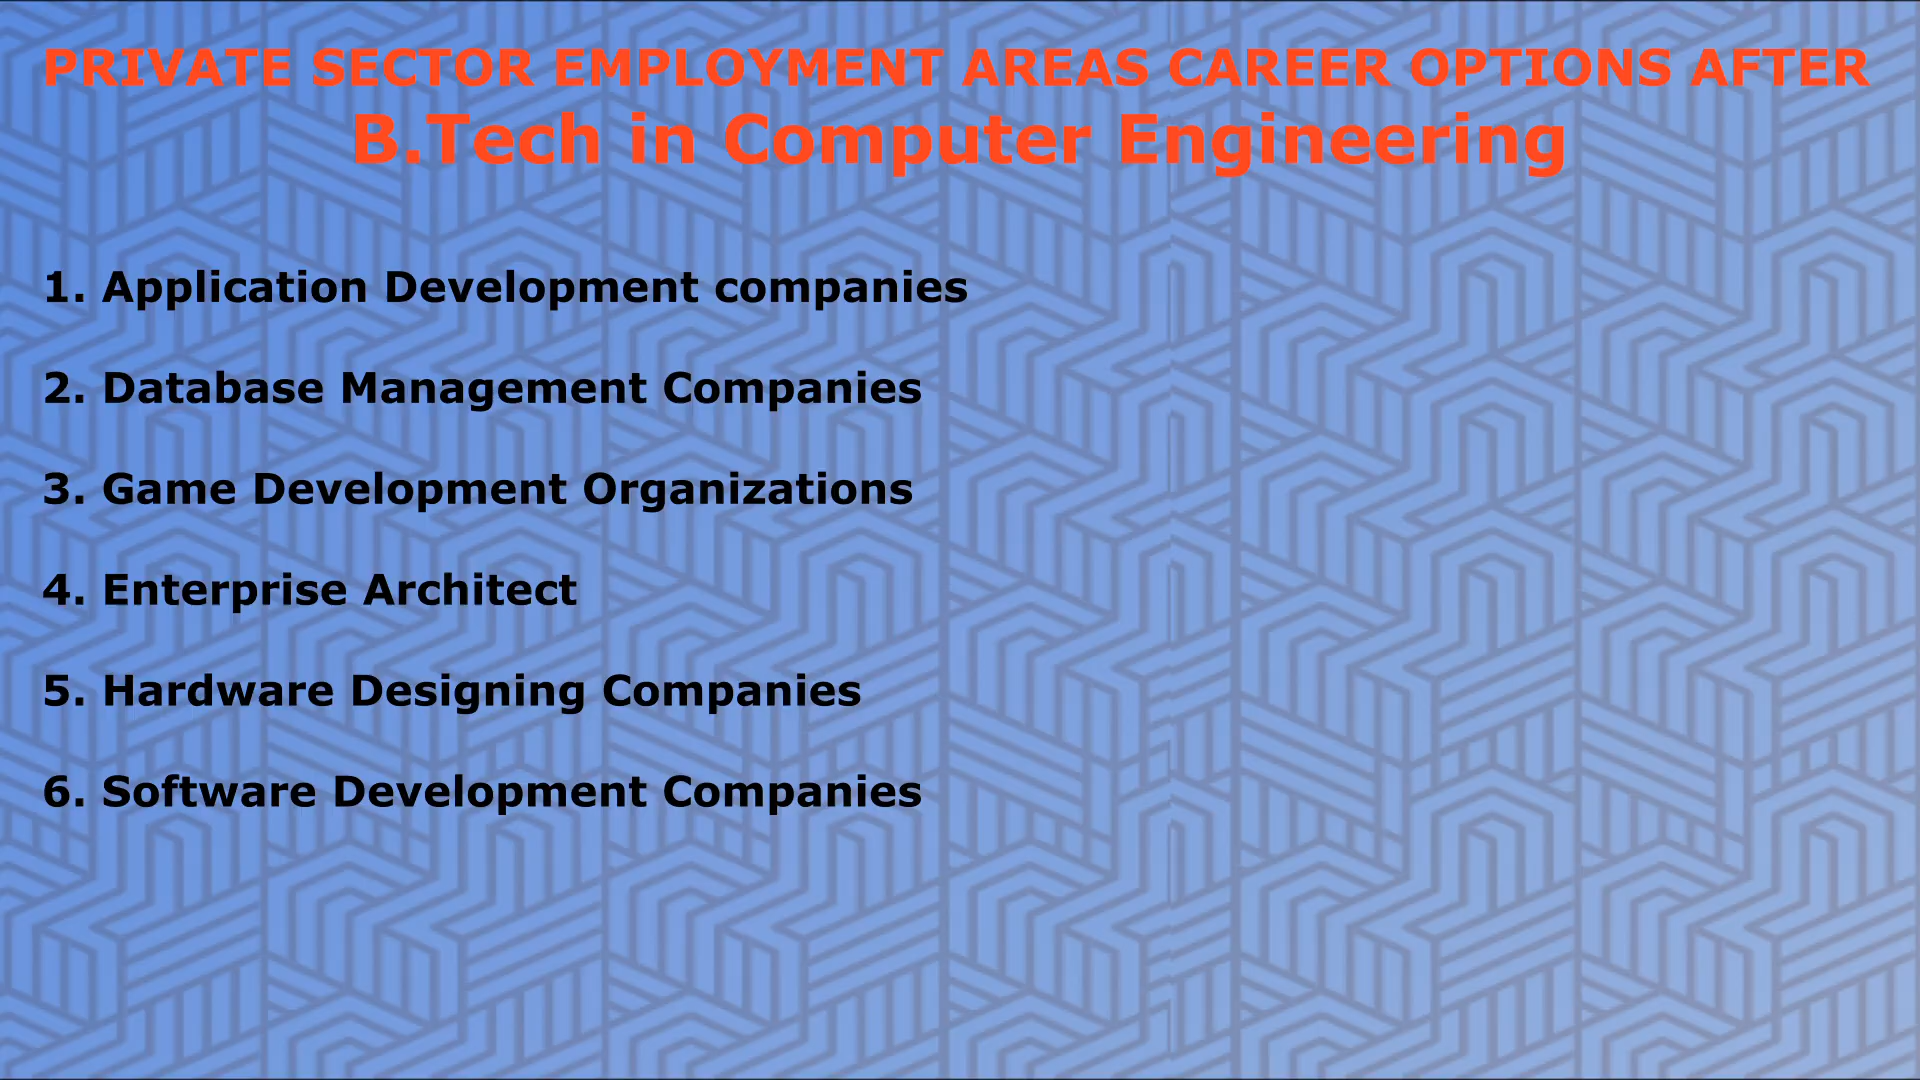 PRIVATE SECTOR EMPLOYMENT AREAS CAREER OPTIONS AFTER
B.Tech in Computer Engineering
1. Application Development companies
2. Database Management Companies
3. Game Development Organizations
4. Enterprise Architect
5. Hardware Designing Companies
6. Software Development Companies